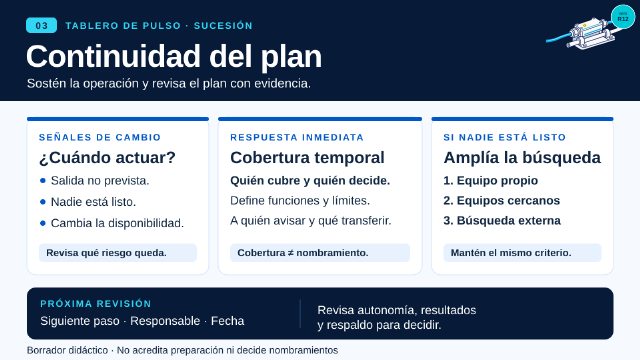 03 TABLERO DE PULSO · SUCESIÓN
R12
Continuidad del plan
Sostén la operación y revisa el plan con evidencia.
SEÑALES DE CAMBIO
¿Cuándo actuar?
Salida no prevista.
Nadie está listo.
Cambia la disponibilidad.
Revisa qué riesgo queda.
RESPUESTA INMEDIATA
Cobertura temporal
Quién cubre y quién decide.
Define funciones y límites.
A quién avisar y qué transferir.
Cobertura ≠ nombramiento.
SI NADIE ESTÁ LISTO
Amplía la búsqueda
1. Equipo propio
2. Equipos cercanos
3. Búsqueda externa
Mantén el mismo criterio.
PRÓXIMA REVISIÓN
Siguiente paso · Responsable · Fecha
Revisa autonomía, resultados
y respaldo para decidir.
Borrador didáctico · No acredita preparación ni decide nombramientos